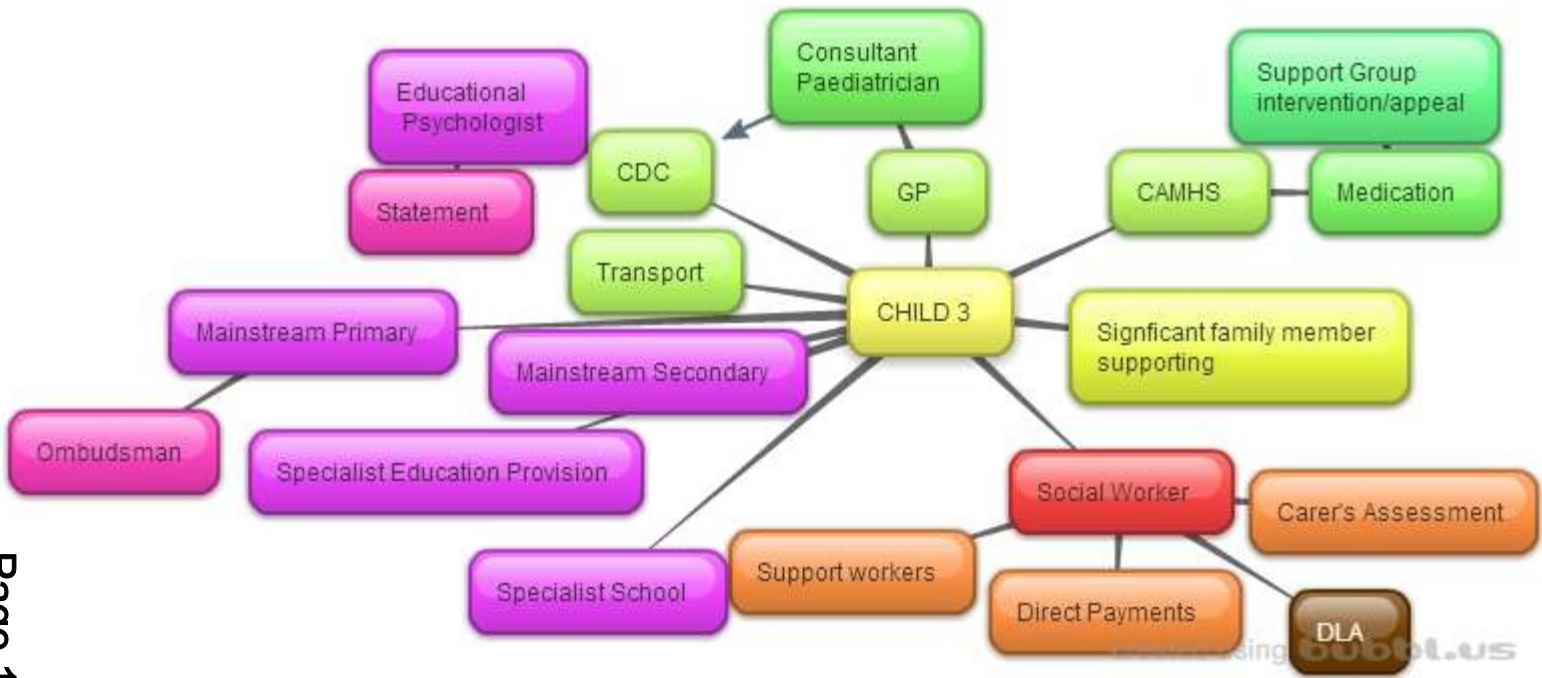 Consultant
Paediatrician
Support Group
intervention/appeal
Educational
Psychologist
CDC
GP
CAMHS
Medication
Statement
Transport
CHILD 3
Mainstream Primary
Signficant family member
supporting
Mainstream Secondary
Ombudsman
Specialist Education Provision
Social Worker
Carer's Assessment
Support workers
Specialist School
Direct Payments
DLA
using bubbl.us
Page 1